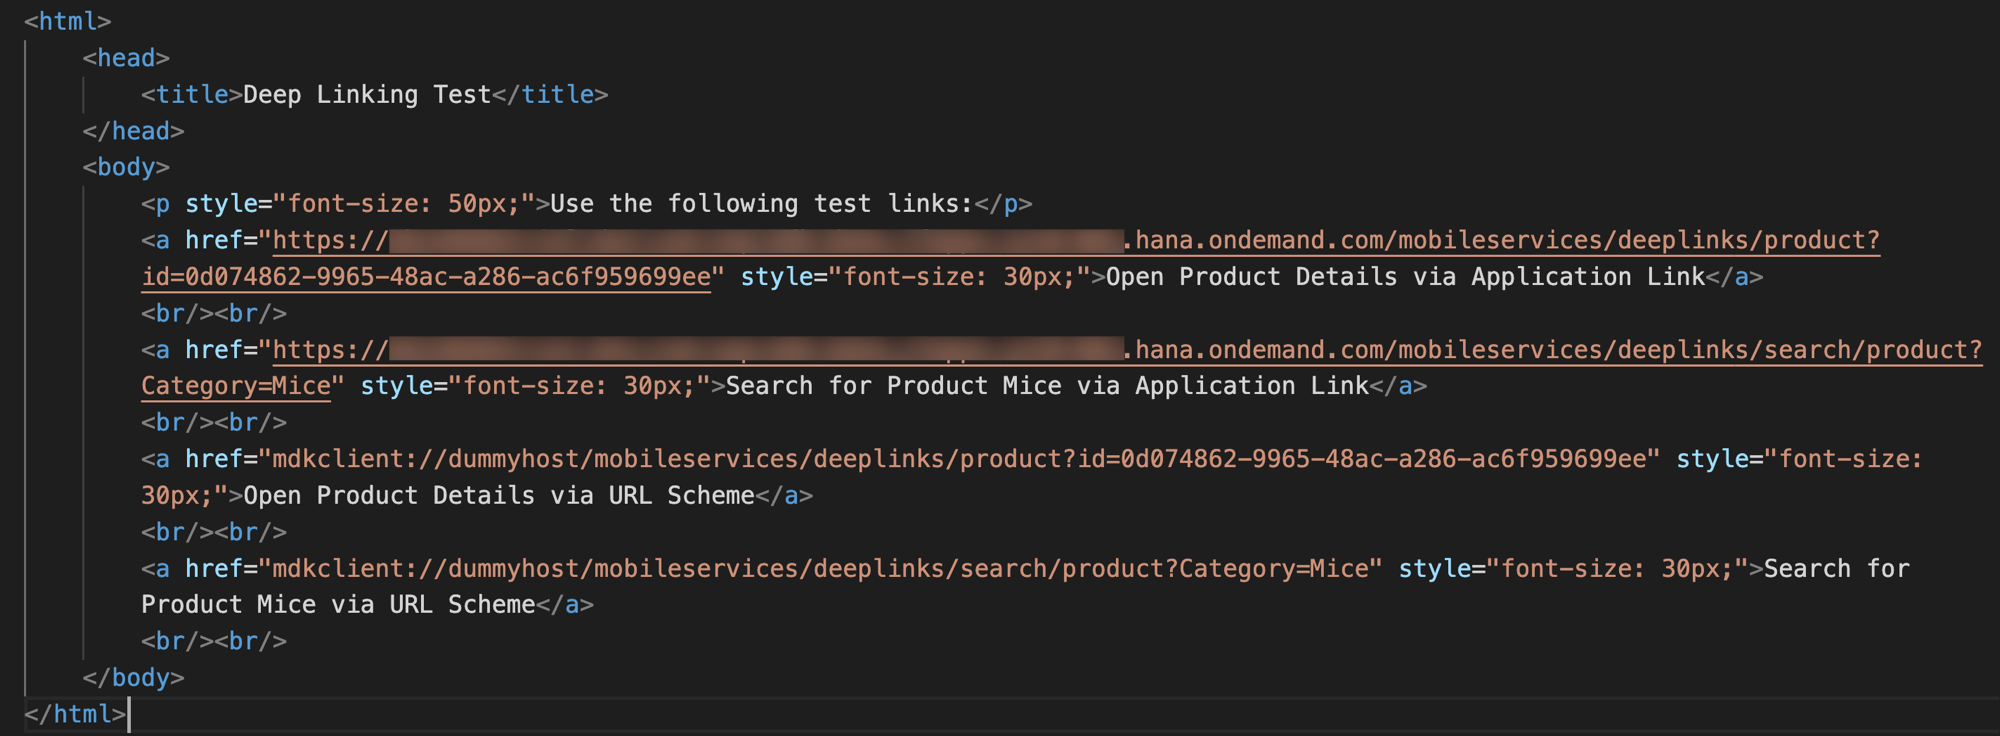 <html>
<head>
<title>Deep Linking Test</title>
</head>
<body>
<p style="font-size: 50px;">Use the following test links:</p>
<a href="https://.hana.ondemand.com/mobileservices/deeplinks/product?
id=0d074862-9965-48ac-a286-ac6f959699ee" style="font-size: 30px;">Open Product Details via Application Link</a>
<br/><br/>
<a href="https://.hana.ondemand.com/mobileservices/deeplinks/search/product?
Category=Mice" style="font-size: 30px;">Search for Product Mice via Application Link</a>
<br/><br/>
<a href="mdkclient://dummyhost/mobileservices/deeplinks/product?id=0d074862-9965-48ac-a286-ac6f959699ee" style="font-size:
30px;">Open Product Details via URL Scheme</a>
<br/><br/>
<a href="mdkclient://dummyhost/mobileservices/deeplinks/search/product?Category=Mice" style="font-size: 30px;">Search for
Product Mice via URL Scheme</a>
<br/><br/>
</body>
</html>